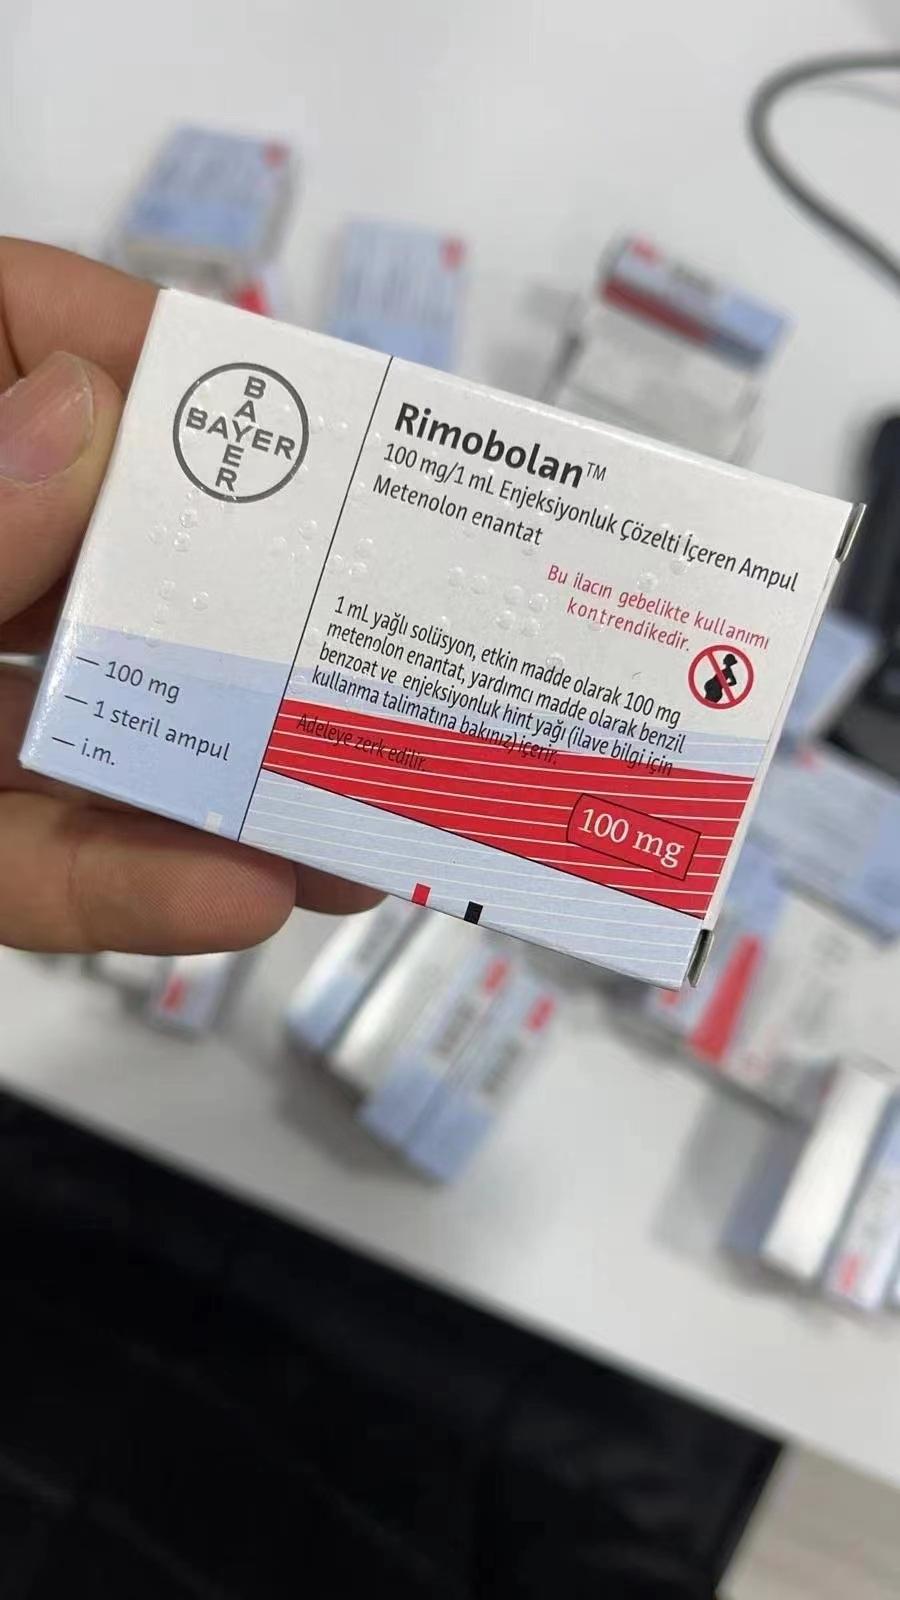 BAYER
BAYER
Rimobolan™
100 mg/1 mL Enjeksiyonluk Çözelti İçeren Ampul
Metenolon enantat
Bu ilacın gebelikte kullanımı
kontrendikedir.
1 mL yağlı solüsyon, etkin madde olarak 100 mg
metenolon enantat, yardımcı madde olarak benzil
benzoat ve enjeksiyonluk hint yağı (ilave bilgi için
kullanma talimatına bakınız) içerir.
Adeleye zerk edilir.
100 mg
— 100 mg
— 1 steril ampul
— i.m.